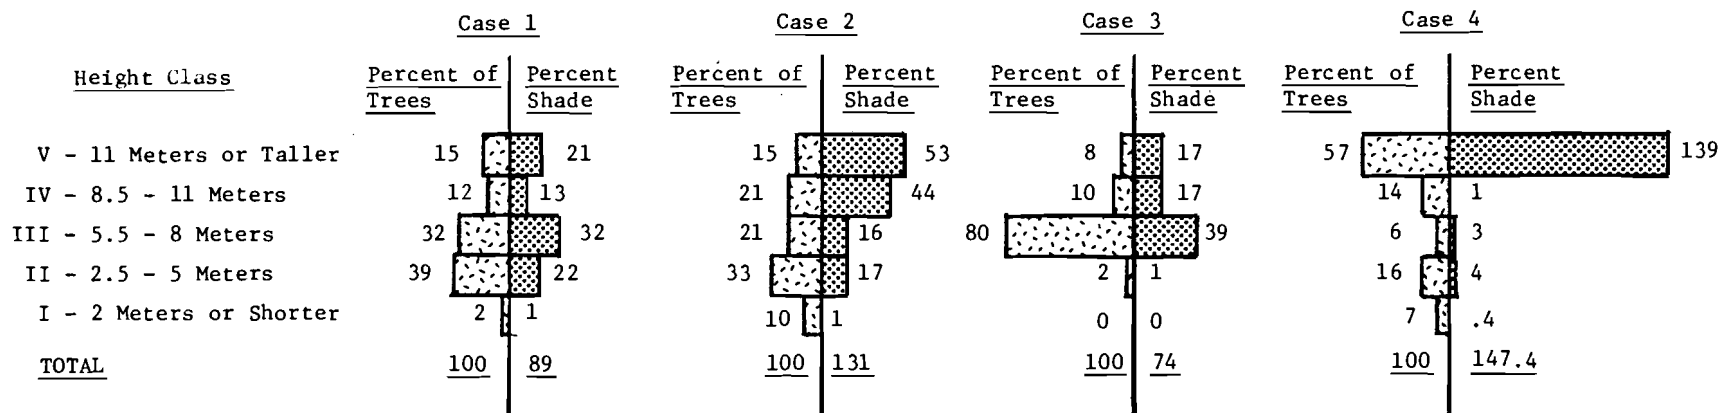 Case 1 Case 2 Case 3 Case 4
Height Class Percent of Trees Percent Shade Percent of Trees Percent Shade Percent of Trees Percent Shade Percent of Trees Percent Shade
V - 11 Meters or Taller 15 21 15 53 8 17 57 139
IV - 8.5 - 11 Meters 12 13 21 44 10 17 14 1
III - 5.5 - 8 Meters 32 32 21 16 80 39 6 3
II - 2.5 - 5 Meters 39 22 33 17 2 1 16 4
I - 2 Meters or Shorter 2 1 10 1 0 0 7 .4
TOTAL 100 89 100 131 100 74 100 147.4